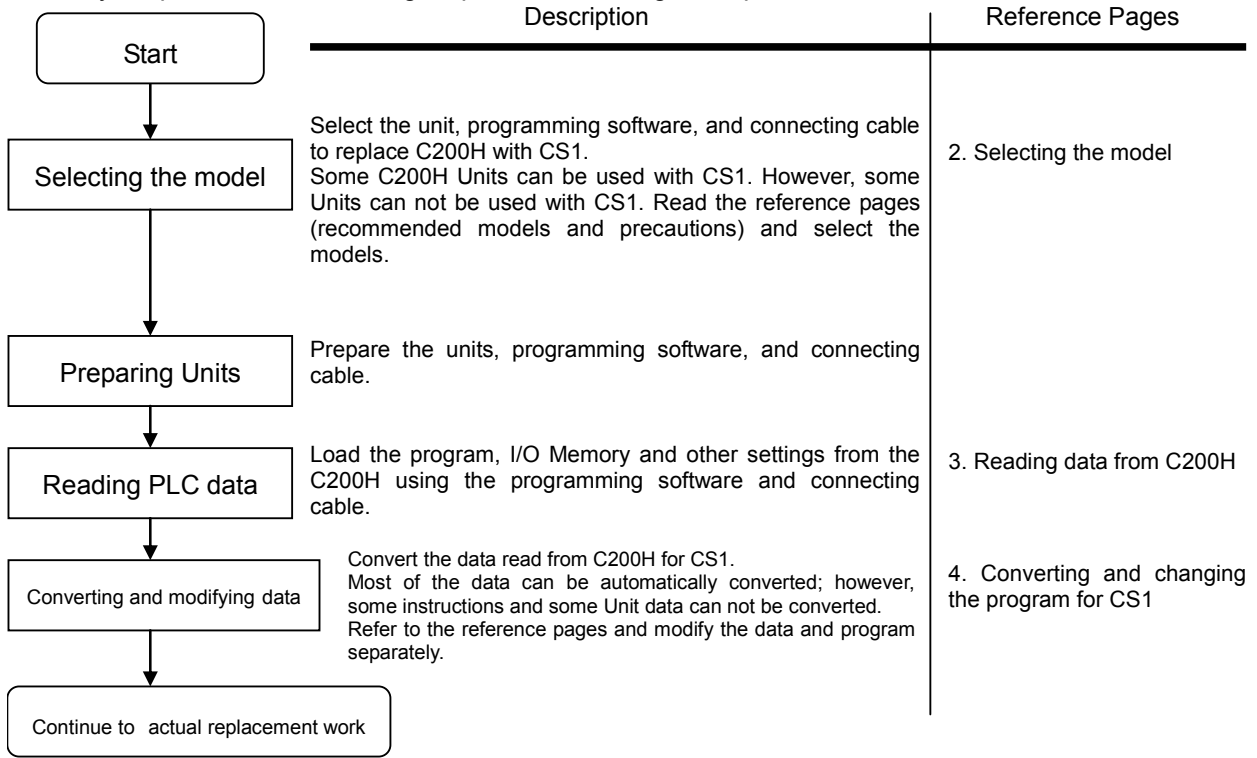 Description
Reference Pages
Start
Selecting the model
Select the unit, programming software, and connecting cable
to replace C200H with CS1.
Some C200H Units can be used with CS1. However, some
Units can not be used with CS1. Read the reference pages
(recommended models and precautions) and select the
models.
2. Selecting the model
Preparing Units
Prepare the units, programming software, and connecting
cable.
Reading PLC data
Load the program, I/O Memory and other settings from the
C200H using the programming software and connecting
cable.
3. Reading data from C200H
Converting and modifying data
Convert the data read from C200H for CS1.
Most of the data can be automatically converted; however,
some instructions and some Unit data can not be converted.
Refer to the reference pages and modify the data and program
separately.
4. Converting and changing
the program for CS1
Continue to actual replacement work